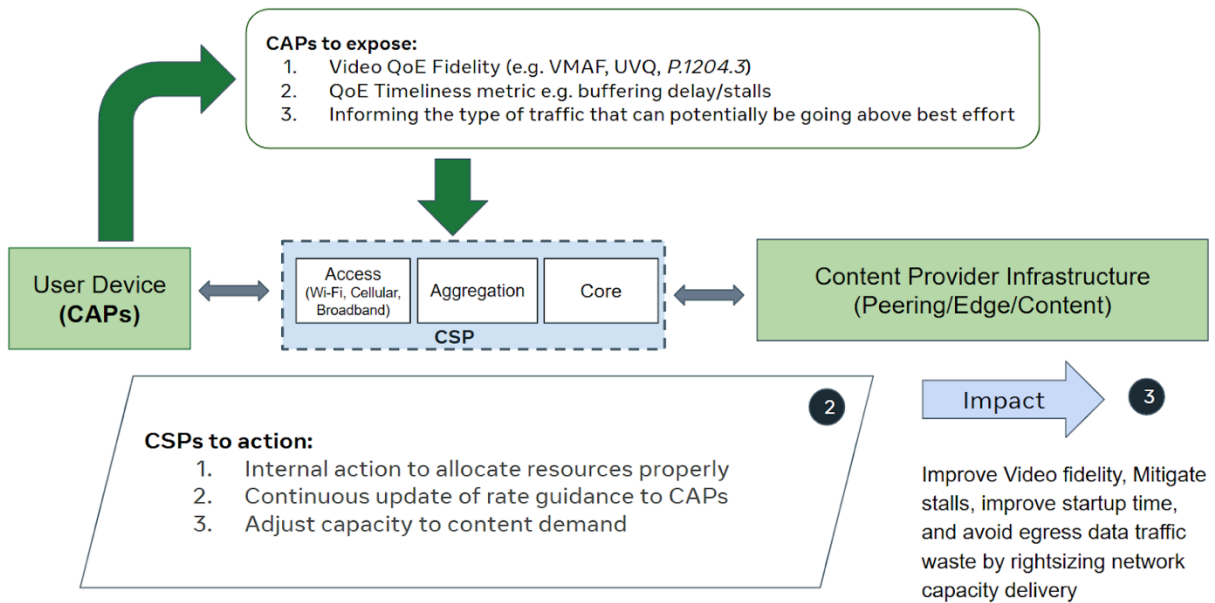 CAPs to expose:
1. Video QoE Fidelity (e.g. VMAF, UVQ, P.1204.3)
2. QoE Timeliness metric e.g. buffering delay/stalls
3. Informing the type of traffic that can potentially be going above best effort
User Device
(CAPs)
Access
(Wi-Fi, Cellular,
Broadband)
Aggregation
Core
CSP
Content Provider Infrastructure
(Peering/Edge/Content)
2
CSPs to action:
1. Internal action to allocate resources properly
2. Continuous update of rate guidance to CAPs
3. Adjust capacity to content demand
Impact
3
Improve Video fidelity, Mitigate
stalls, improve startup time,
and avoid egress data traffic
waste by rightsizing network
capacity delivery